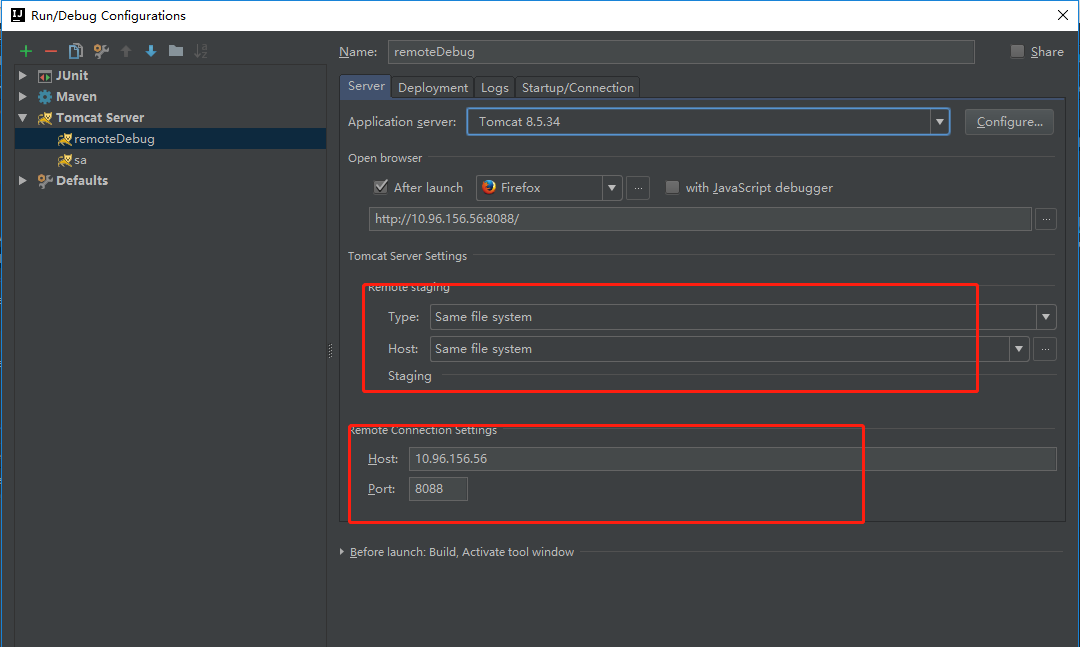 Run/Debug Configurations
Name: remoteDebug Share
JUnit
Maven
Tomcat Server
remoteDebug
sa
Defaults
Server Deployment Logs Startup/Connection
Application server: Tomcat 8.5.34 Configure...
Open browser
After launch Firefox ... with JavaScript debugger
http://10.96.156.56:8088/ ...
Tomcat Server Settings
Remote staging
Type: Same file system
Host: Same file system ...
Staging
Remote Connection Settings
Host: 10.96.156.56
Port: 8088
Before launch: Build, Activate tool window